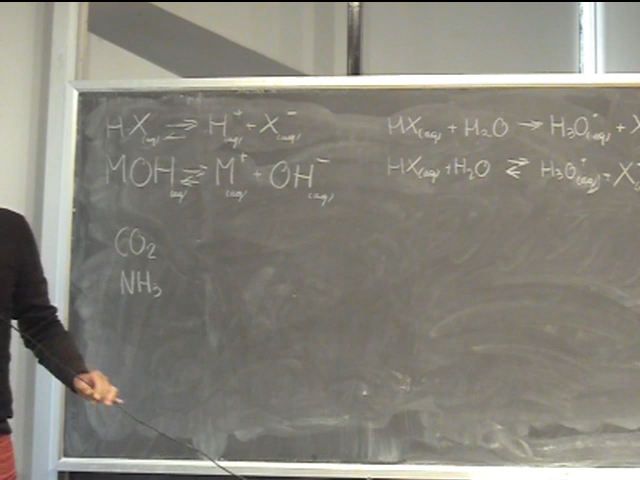 HX(aq) ⇌ H⁺(aq) + X⁻(aq)
MOH(aq) ⇌ M⁺(aq) + OH⁻(aq)
CO₂
NH₃
HX(aq) + H₂O → H₃O⁺(aq) + X
HX(aq) + H₂O ⇌ H₃O⁺(aq) + X⁻